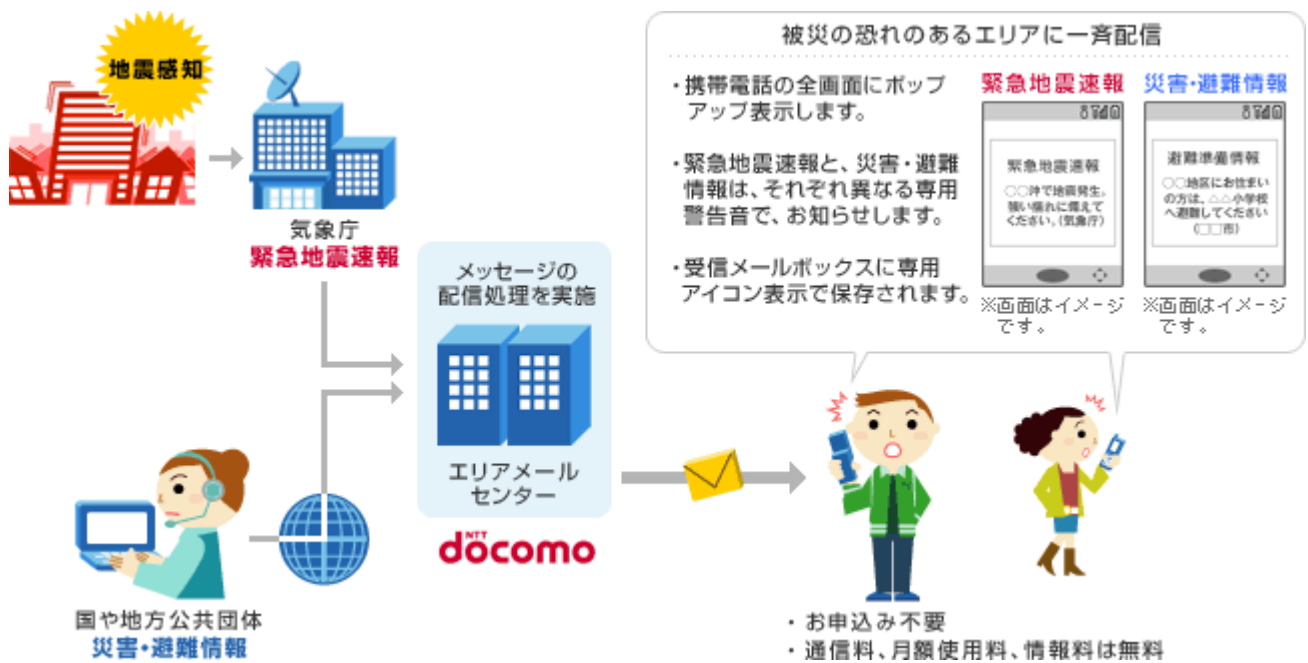 地震感知
気象庁
緊急地震速報
国や地方公共団体
災害・避難情報
メッセージの
配信処理を実施
エリアメール
センター
NTT
döcomo
被災の恐れのあるエリアに一斉配信
・携帯電話の全画面にポップ
アップ表示します。
・緊急地震速報と、災害・避難
情報は、それぞれ異なる専用
警告音で、お知らせします。
・受信メールボックスに専用
アイコン表示で保存されます。
緊急地震速報
緊急地震速報
○○沖で地震発生。
強い揺れに備えて
ください。(気象庁)
※画面はイメージ
です。
災害・避難情報
避難準備情報
○○地区にお住まい
の方は、△△小学校
へ避難してください
(□□市)
※画面はイメージ
です。
・お申込み不要
・通信料、月額使用料、情報料は無料